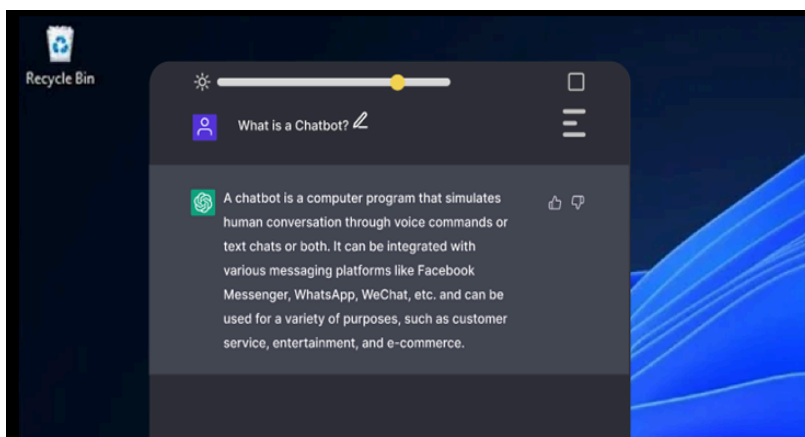 Recycle Bin
What is a Chatbot?
A chatbot is a computer program that simulates
human conversation through voice commands or
text chats or both. It can be integrated with
various messaging platforms like Facebook
Messenger, WhatsApp, WeChat, etc. and can be
used for a variety of purposes, such as customer
service, entertainment, and e-commerce.